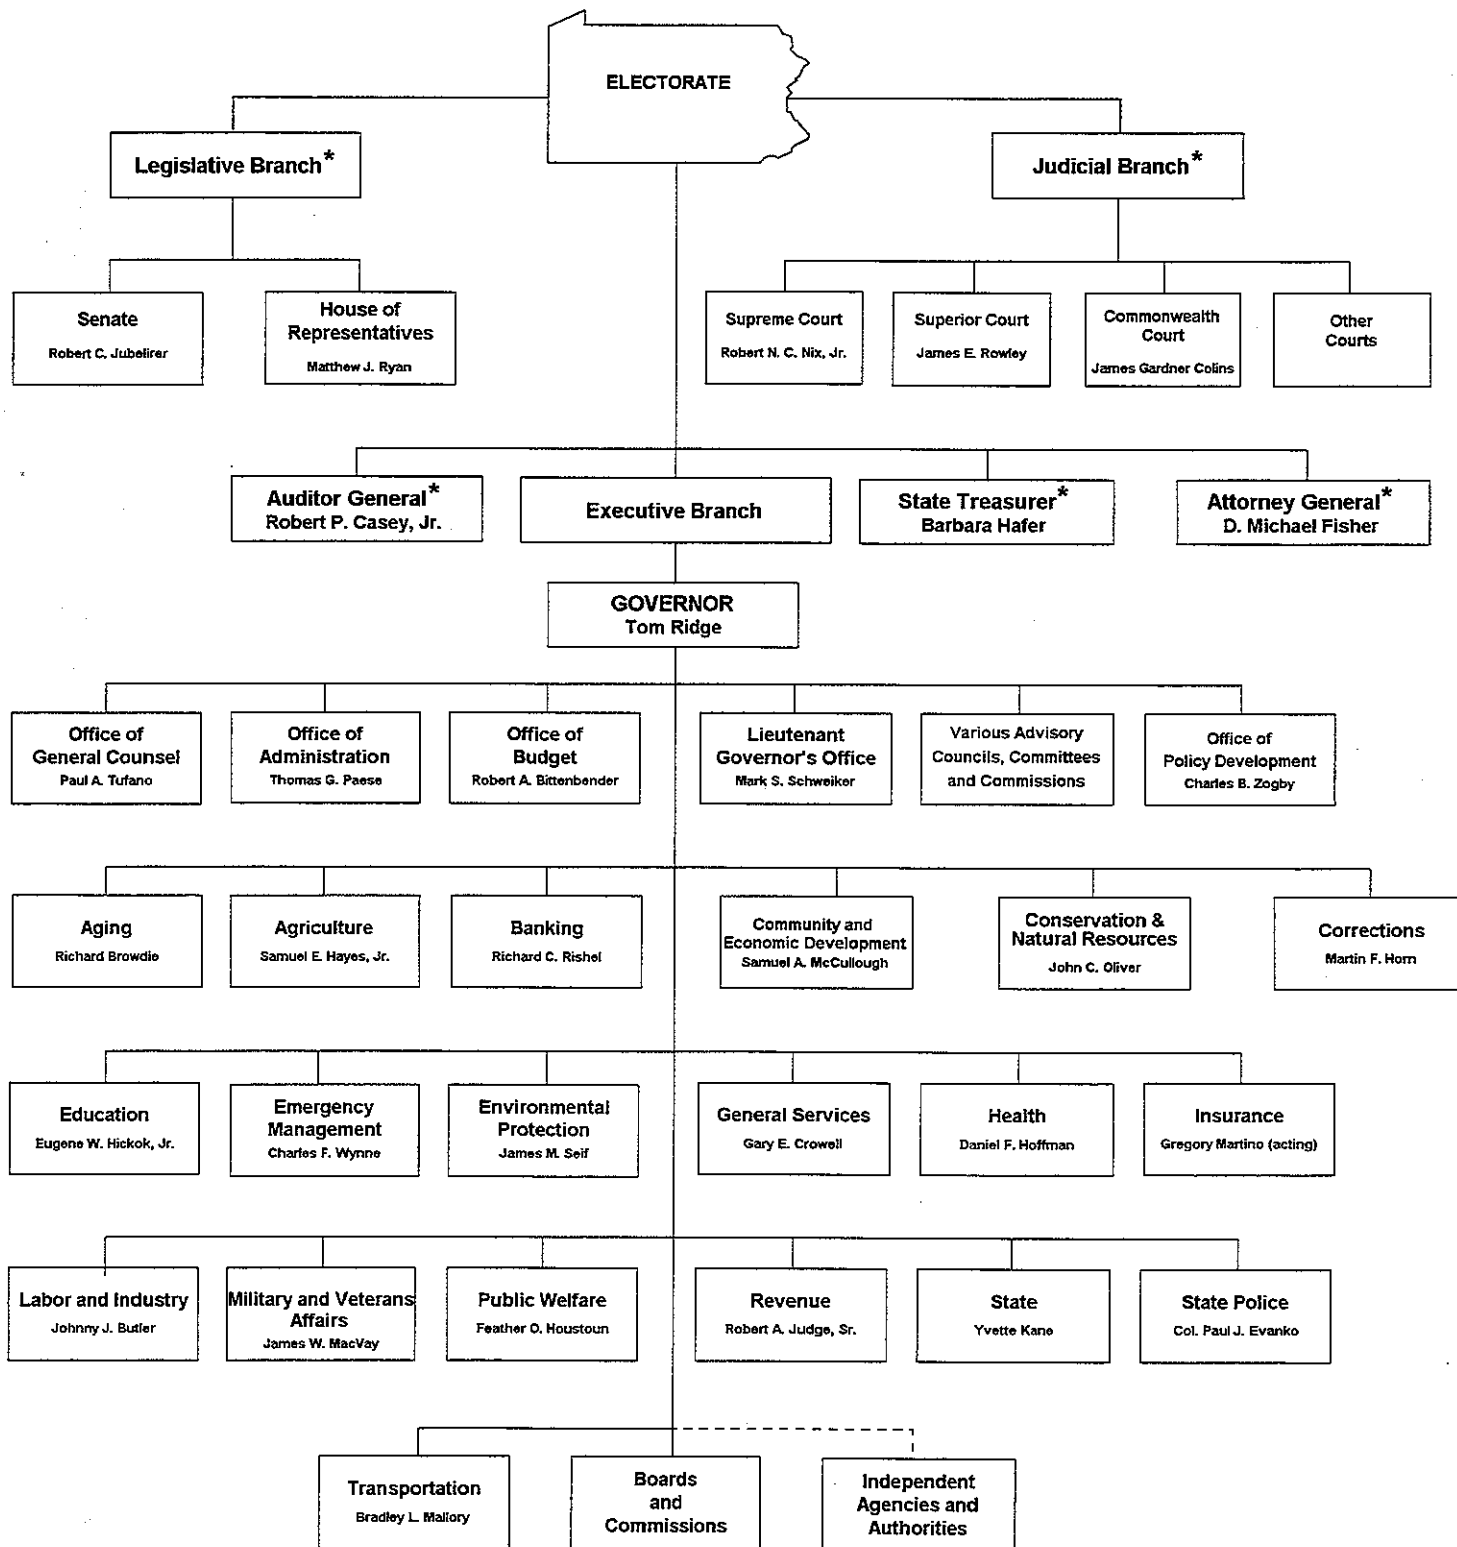 ELECTORATE
Legislative Branch*
Judicial Branch*
Senate
Robert C. Jubelirer
House of
Representatives
Matthew J. Ryan
Supreme Court
Robert N. C. Nix, Jr.
Superior Court
James E. Rowley
Commonwealth
Court
James Gardner Colins
Other
Courts
Auditor General*
Robert P. Casey, Jr.
Executive Branch
State Treasurer*
Barbara Hafer
Attorney General*
D. Michael Fisher
GOVERNOR
Tom Ridge
Office of
General Counsel
Paul A. Tufano
Office of
Administration
Thomas G. Paese
Office of
Budget
Robert A. Bittenbender
Lieutenant
Governor's Office
Mark S. Schweiker
Various Advisory
Councils, Committees
and Commissions
Office of
Policy Development
Charles B. Zogby
Aging
Richard Browdie
Agriculture
Samuel E. Hayes, Jr.
Banking
Richard C. Rishel
Community and
Economic Development
Samuel A. McCullough
Conservation &
Natural Resources
John C. Oliver
Corrections
Martin F. Horn
Education
Eugene W. Hickok, Jr.
Emergency
Management
Charles F. Wynne
Environmental
Protection
James M. Seif
General Services
Gary E. Crowell
Health
Daniel F. Hoffman
Insurance
Gregory Martino (acting)
Labor and Industry
Johnny J. Butler
Military and Veterans
Affairs
James W. MacVay
Public Welfare
Feather O. Houstoun
Revenue
Robert A. Judge, Sr.
State
Yvette Kane
State Police
Col. Paul J. Evanko
Transportation
Bradley L. Mallory
Boards
and
Commissions
Independent
Agencies and
Authorities